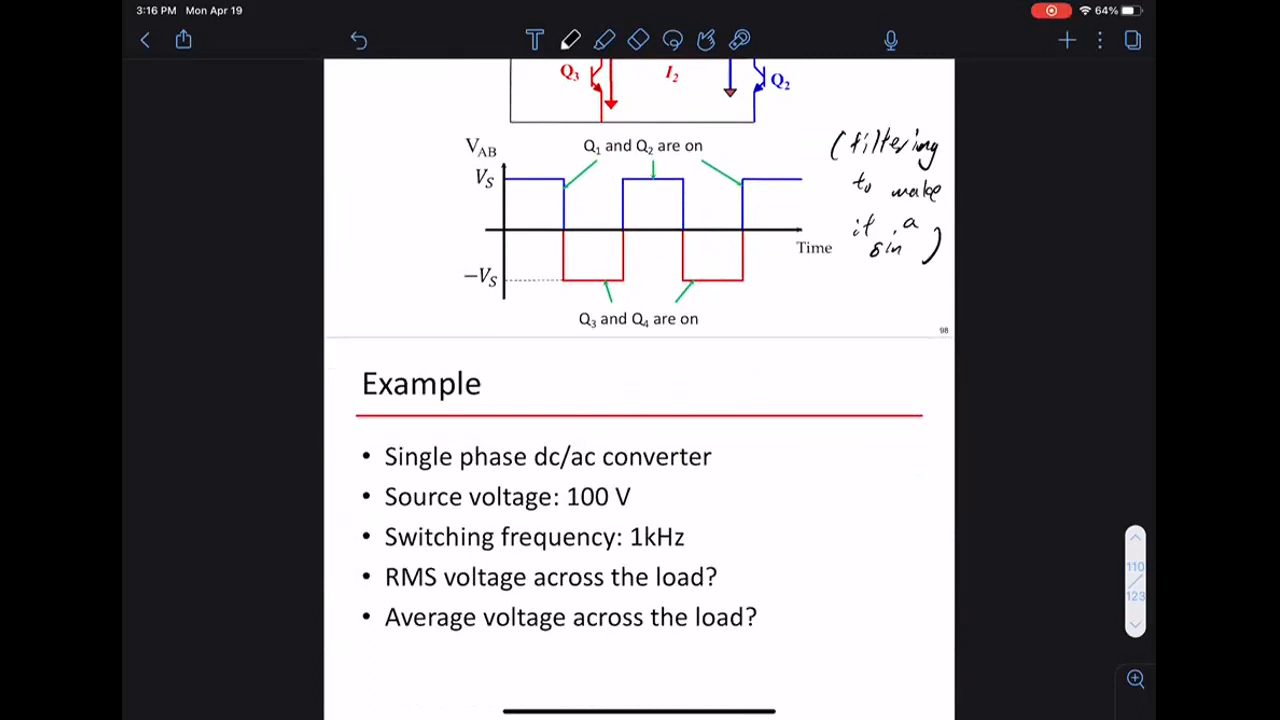 3:16 PM Mon Apr 19
64%
T
Q3
I2
Q2
VAB
Q1 and Q2 are on
VS
(filtering
to make
it a
sin)
Time
−VS
Q3 and Q4 are on
98
Example
• Single phase dc/ac converter
• Source voltage: 100 V
• Switching frequency: 1kHz
• RMS voltage across the load?
• Average voltage across the load?
110
/
123